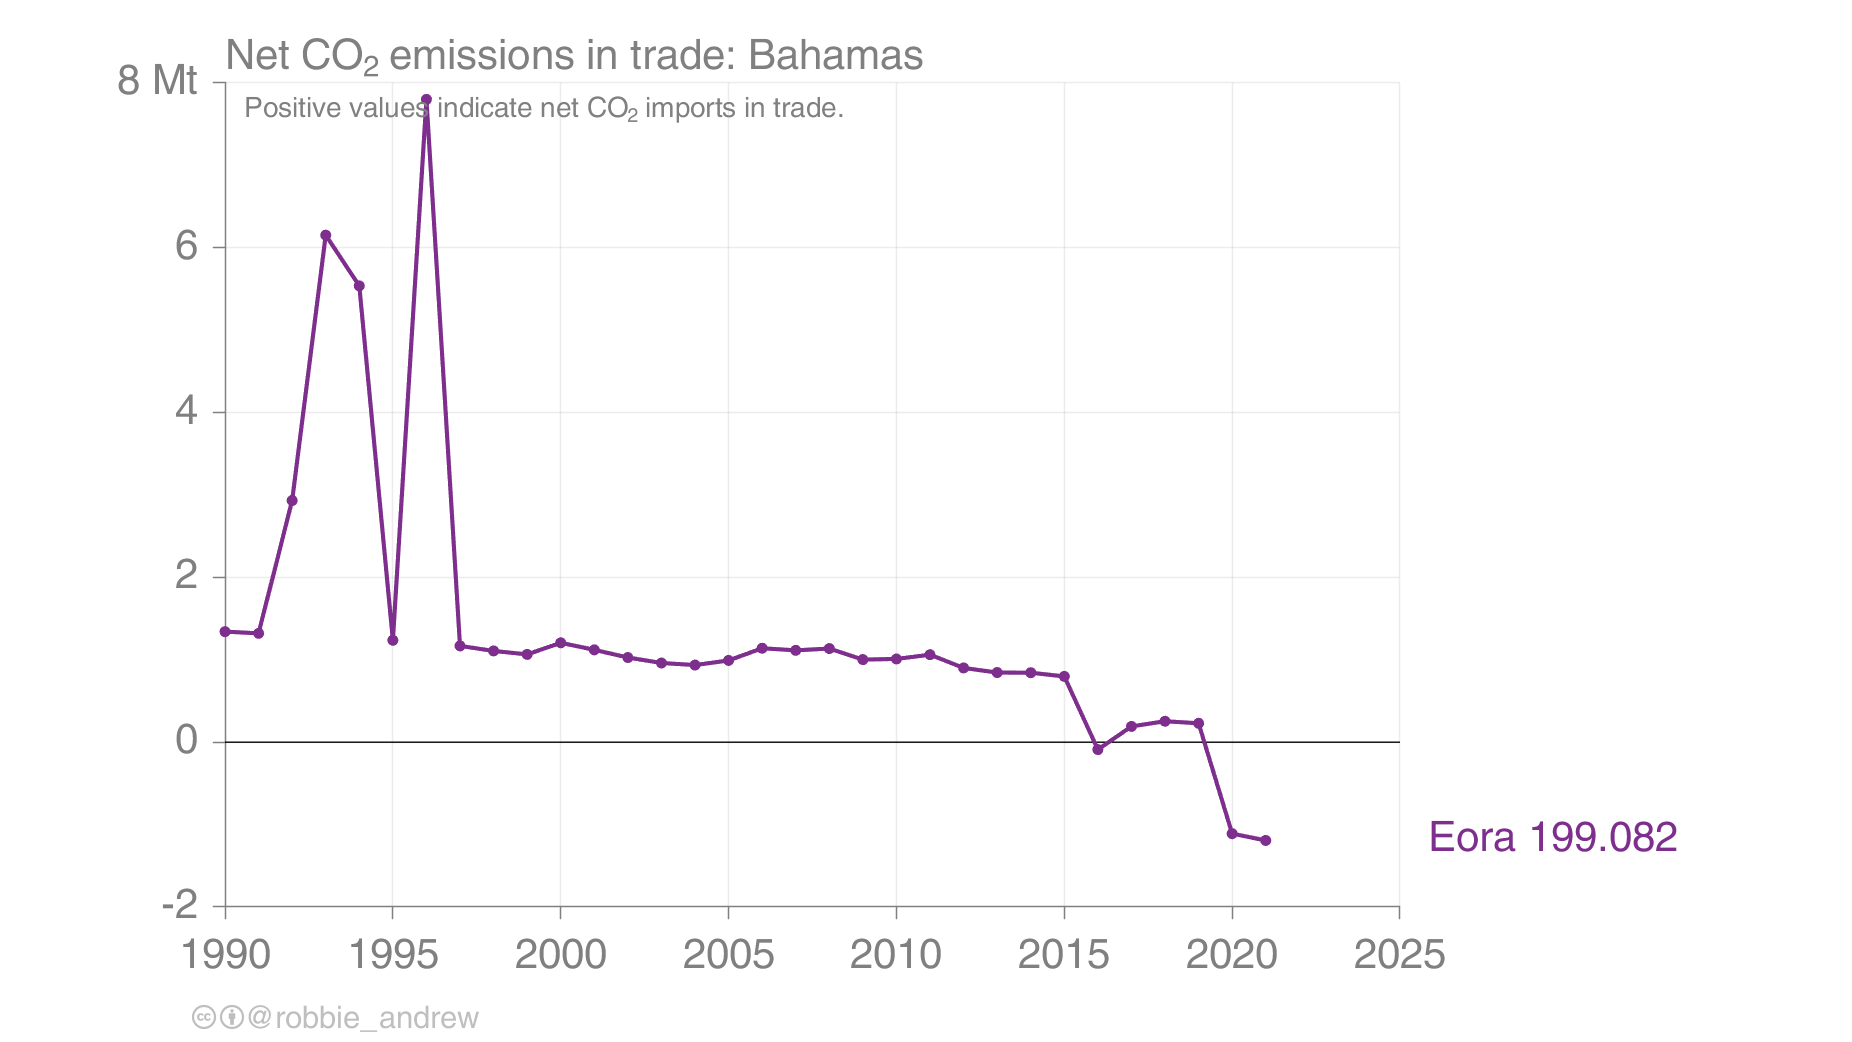 Net CO₂ emissions in trade: Bahamas
8 Mt
Positive values indicate net CO₂ imports in trade.
6
4
2
0
Eora 199.082
-2
1990 1995 2000 2005 2010 2015 2020 2025
@robbie_andrew